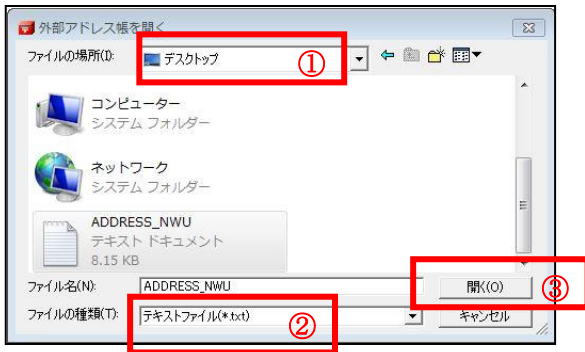 外部アドレス帳を開く
ファイルの場所(I):
デスクトップ
①
コンピューター
システム フォルダー
ネットワーク
システム フォルダー
ADDRESS_NWU
テキスト ドキュメント
8.15 KB
ファイル名(N):
ADDRESS_NWU
開く(O)
③
ファイルの種類(T):
テキストファイル(*.txt)
②
キャンセル